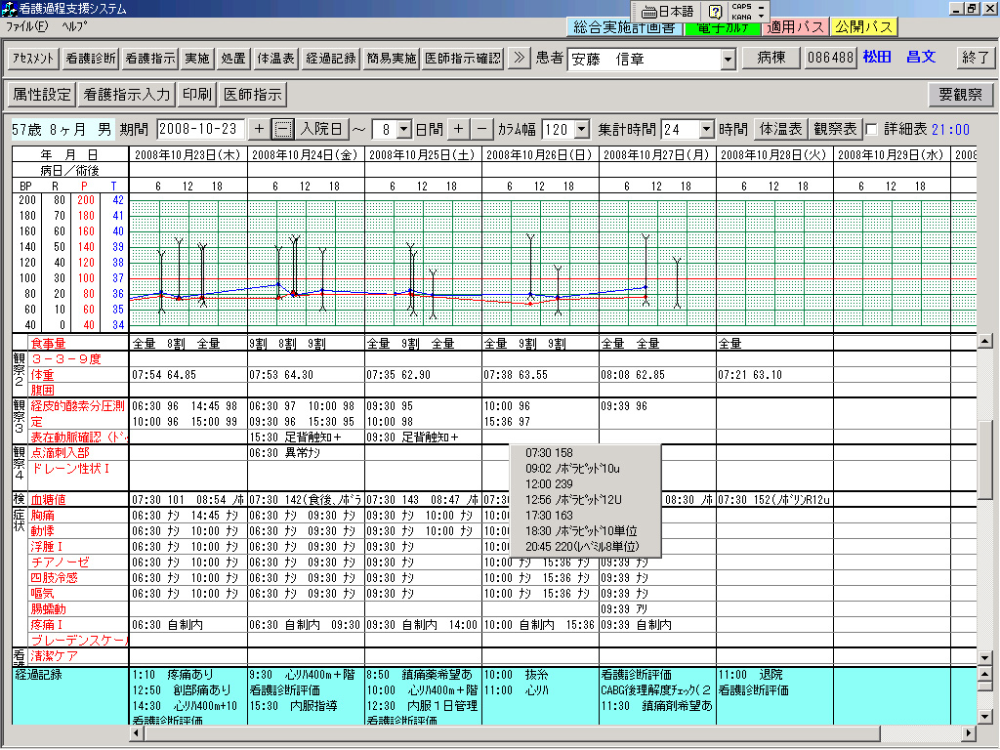 看護過程支援システム
日本語 CAPS KANA
ファイル(F) ヘルプ
総合実施計画書 電子カルテ 適用パス 公開パス
アセスメント 看護診断 看護指示 実施 処置 体温表 経過記録 簡易実施 医師指示確認 ≫ 患者 安藤 信章 病棟 086488 松田 昌文 終了
属性設定 看護指示入力 印刷 医師指示 要観察
57歳 8ヶ月 男 期間 2008-10-23 + − 入院日 ～ 8 日間 + − カラム幅 120 集計時間 24 時間 体温表 観察表 詳細表 21:00
年 月 日 2008年10月23日(木) 2008年10月24日(金) 2008年10月25日(土) 2008年10月26日(日) 2008年10月27日(月) 2008年10月28日(火) 2008年10月29日(水) 2008
病日／術後
BP R P T 6 12 18 6 12 18 6 12 18 6 12 18 6 12 18 6 12 18 6 12 18
200 80 200 42
180 70 180 41
160 60 160 40
140 50 140 39
120 40 120 38
100 30 100 37
80 20 80 36
60 10 60 35
40 0 40 34
食事量 全量 8割 全量 9割 8割 9割 全量 9割 全量 全量 9割 9割 全量 全量 全量
観察2 3－3－9度
体重 07:54 64.85 07:53 64.30 07:35 62.90 07:38 63.55 08:08 62.85 07:21 63.10
腹囲
観察3 経皮的酸素分圧測 06:30 96 14:45 98 06:30 97 10:00 98 09:30 95 10:00 96 09:39 96
定 10:00 96 15:00 99 09:30 96 15:30 95 10:00 98 15:36 97
表在動脈確認（ドッ 15:30 足背触知＋ 09:30 足背触知＋
観察4 点滴刺入部 06:30 異常ナシ
ドレーン性状Ⅰ
検 血糖値 07:30 101 08:54 ノボ 07:30 142(食後、ノボラ 07:30 143 08:47 ノボ 08:30 ノボ 07:30 152(ノボリンR12u
症状 胸痛 06:30 ナシ 14:45 ナシ 06:30 ナシ 09:30 ナシ 09:30 ナシ 10:00 ナシ 10:00
動悸 06:30 ナシ 10:00 ナシ 06:30 ナシ 09:30 ナシ 09:30 ナシ 10:00 ナシ 10:00
浮腫Ⅰ 06:30 ナシ 10:00 ナシ 06:30 ナシ 09:30 ナシ 09:30 ナシ 10:00
チアノーゼ 06:30 ナシ 10:00 ナシ 06:30 ナシ 09:30 ナシ 09:30 ナシ 10:00 ナシ 15:36 ナシ 09:39 ナシ
四肢冷感 06:30 ナシ 10:00 ナシ 06:30 ナシ 09:30 ナシ 09:30 ナシ 10:00 ナシ 15:36 ナシ 09:39 ナシ
嘔気 06:30 ナシ 10:00 ナシ 06:30 ナシ 09:30 ナシ 09:30 ナシ 10:00 ナシ 15:36 ナシ 09:39 ナシ
腸蠕動 09:39 アリ
疼痛Ⅰ 06:30 自制内 06:30 自制内 09:30 09:30 自制内 14:00 10:00 自制内 15:36 09:39 自制内
ブレーデンスケール
看 清潔ケア
07:30 158
09:02 ノボラピッド10u
12:00 239
12:56 ノボラピッド12U
17:30 163
18:30 ノボラピッド10単位
20:45 220(レベミル8単位)
経過記録 1:10 疼痛あり 9:30 心リハ400m＋階 8:50 鎮痛薬希望あ 10:00 抜糸 看護診断評価 11:00 退院
12:50 創部痛あり 看護診断評価 10:00 心リハ400m＋階 11:00 心リハ CABG後理解度チェック(2 看護診断評価
14:30 心リハ400m+10 15:30 内服指導 12:30 内服1日管理 11:30 鎮痛剤希望あ
看護診断評価 看護診断評価